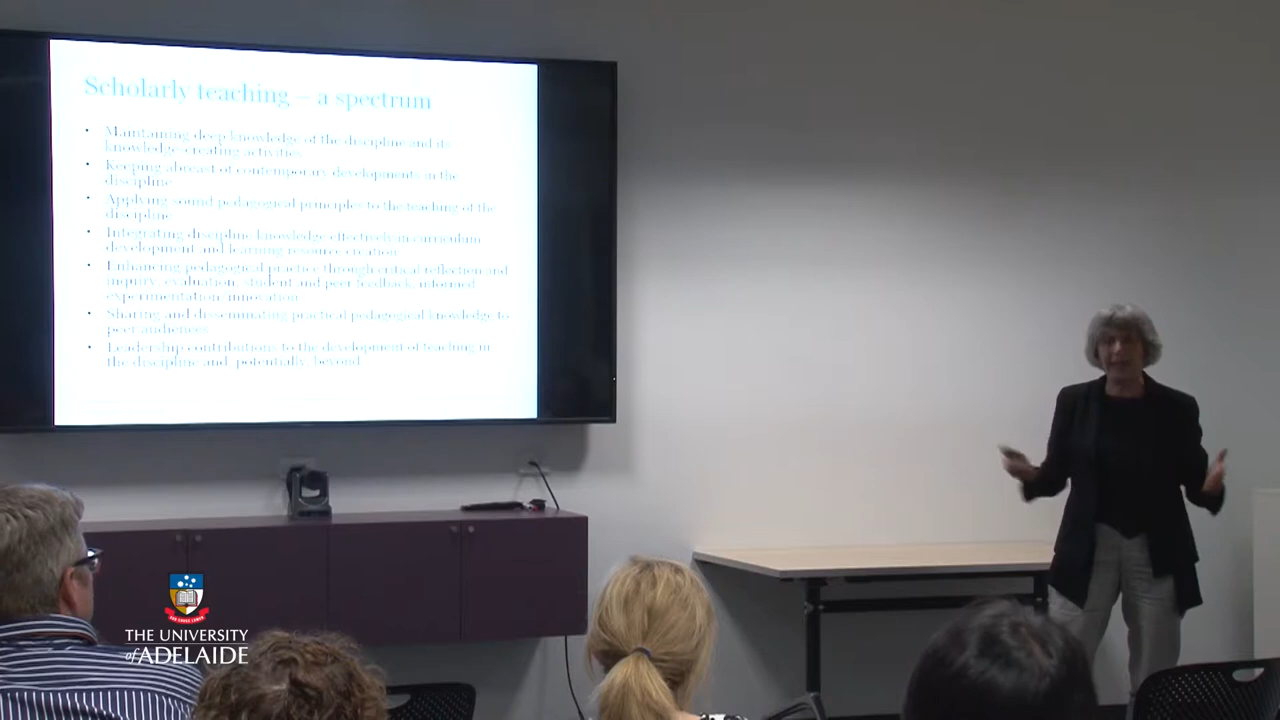 Scholarly teaching – a spectrum
• Maintaining deep knowledge of the discipline and its
knowledge-creating activities
• Keeping abreast of contemporary developments in the
discipline
• Applying sound pedagogical principles to the teaching of the
discipline
• Integrating discipline knowledge effectively in curriculum
development and learning resource creation
• Enhancing pedagogical practice through critical reflection and
inquiry, evaluation, student and peer feedback, informed
experimentation/innovation
• Sharing and disseminating practical pedagogical knowledge to
peer audiences
• Leadership contributions to the development of teaching in
the discipline and, potentially, beyond
THE UNIVERSITY
of ADELAIDE